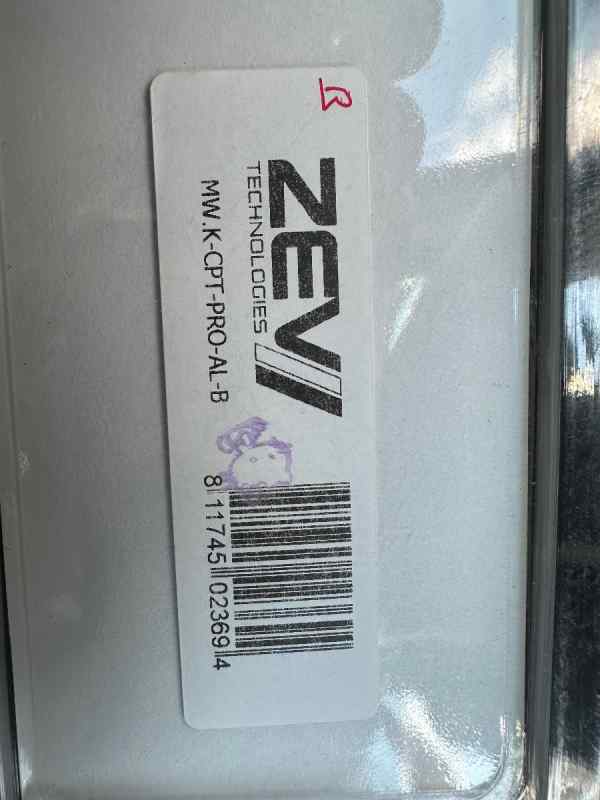 ZEV
TECHNOLOGIES
MW.K-CPT-PRO-AL-B
8 11745 02369 4